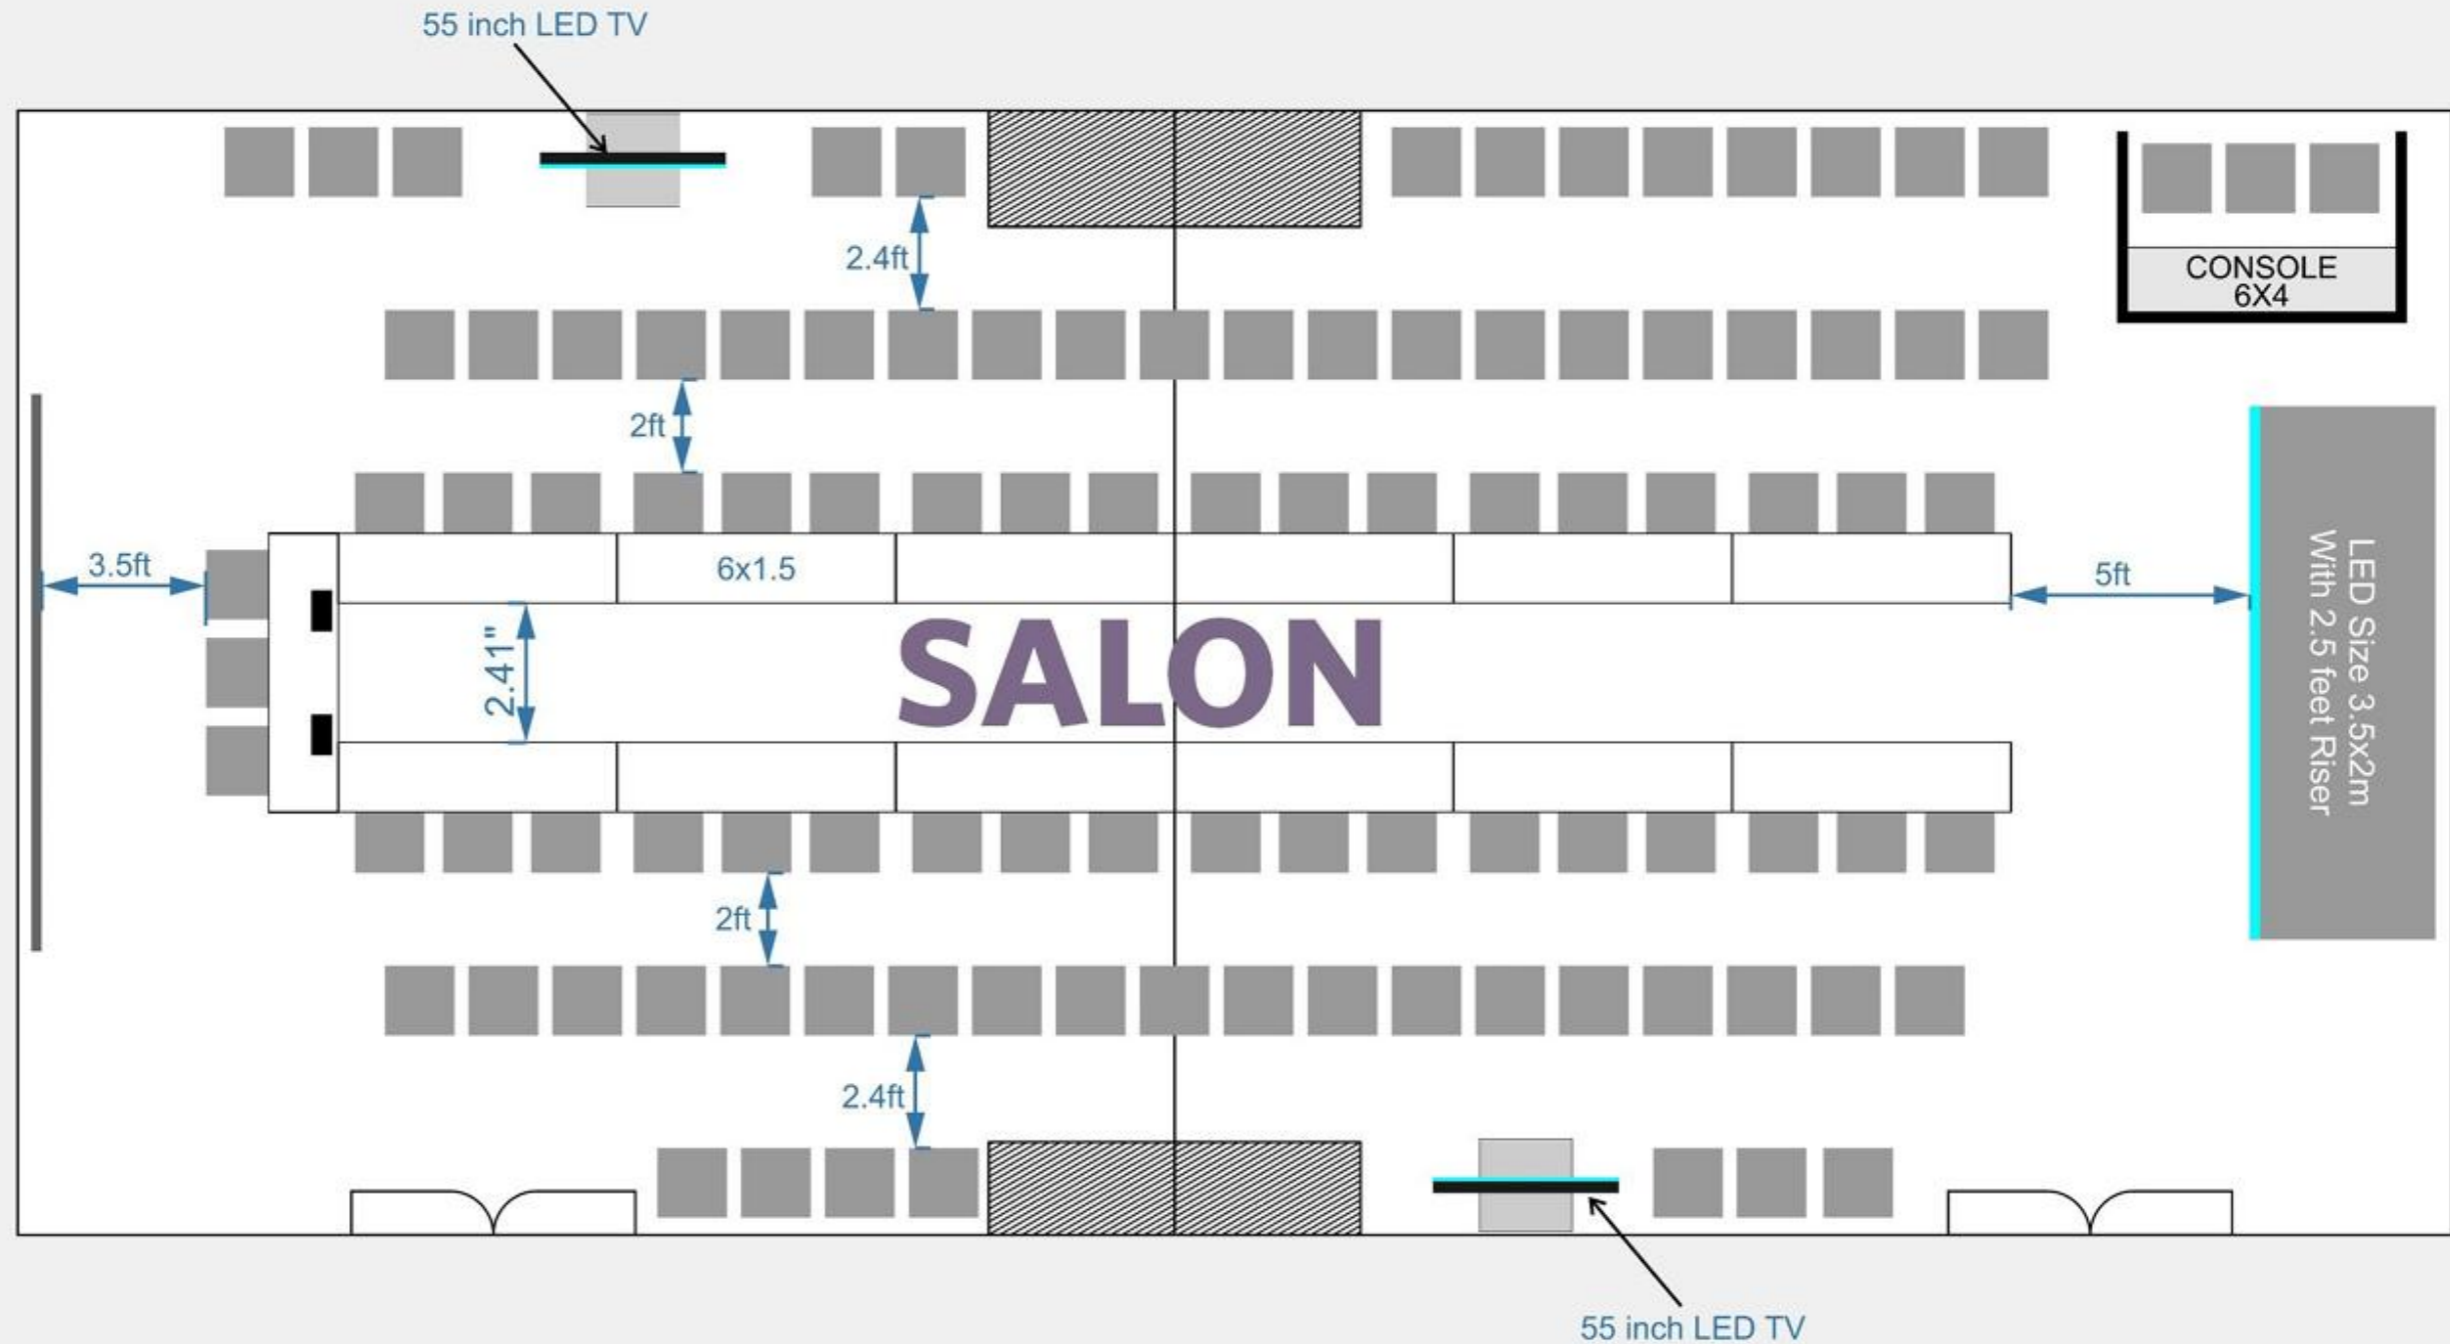 55 inch LED TV
2.4ft
CONSOLE
6X4
2ft
3.5ft
6x1.5
5ft
2.41"
SALON
LED Size 3.5x2m
With 2.5 feet Riser
2ft
2.4ft
55 inch LED TV